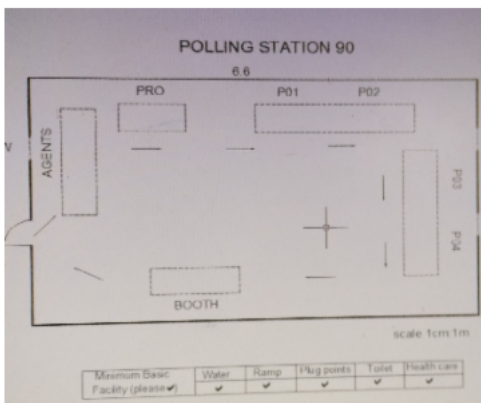 POLLING STATION 90
6.6
PRO P01 P02
AGENTS
P03
P04
BOOTH
scale 1cm:1m
Minimum Basic Facility (please✔) Water Ramp Plug points Toilet Health care
✔ ✔ ✔ ✔ ✔